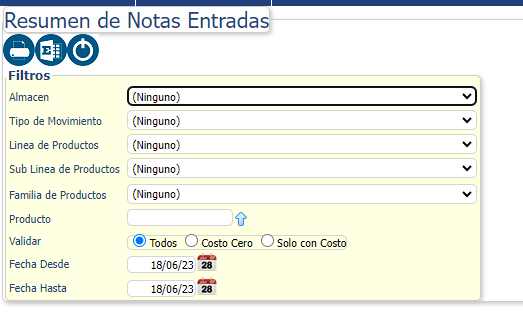 Resumen de Notas Entradas
Filtros
Almacen (Ninguno)
Tipo de Movimiento (Ninguno)
Linea de Productos (Ninguno)
Sub Linea de Productos (Ninguno)
Familia de Productos (Ninguno)
Producto
Validar Todos Costo Cero Solo con Costo
Fecha Desde 18/06/23 28
Fecha Hasta 18/06/23 28